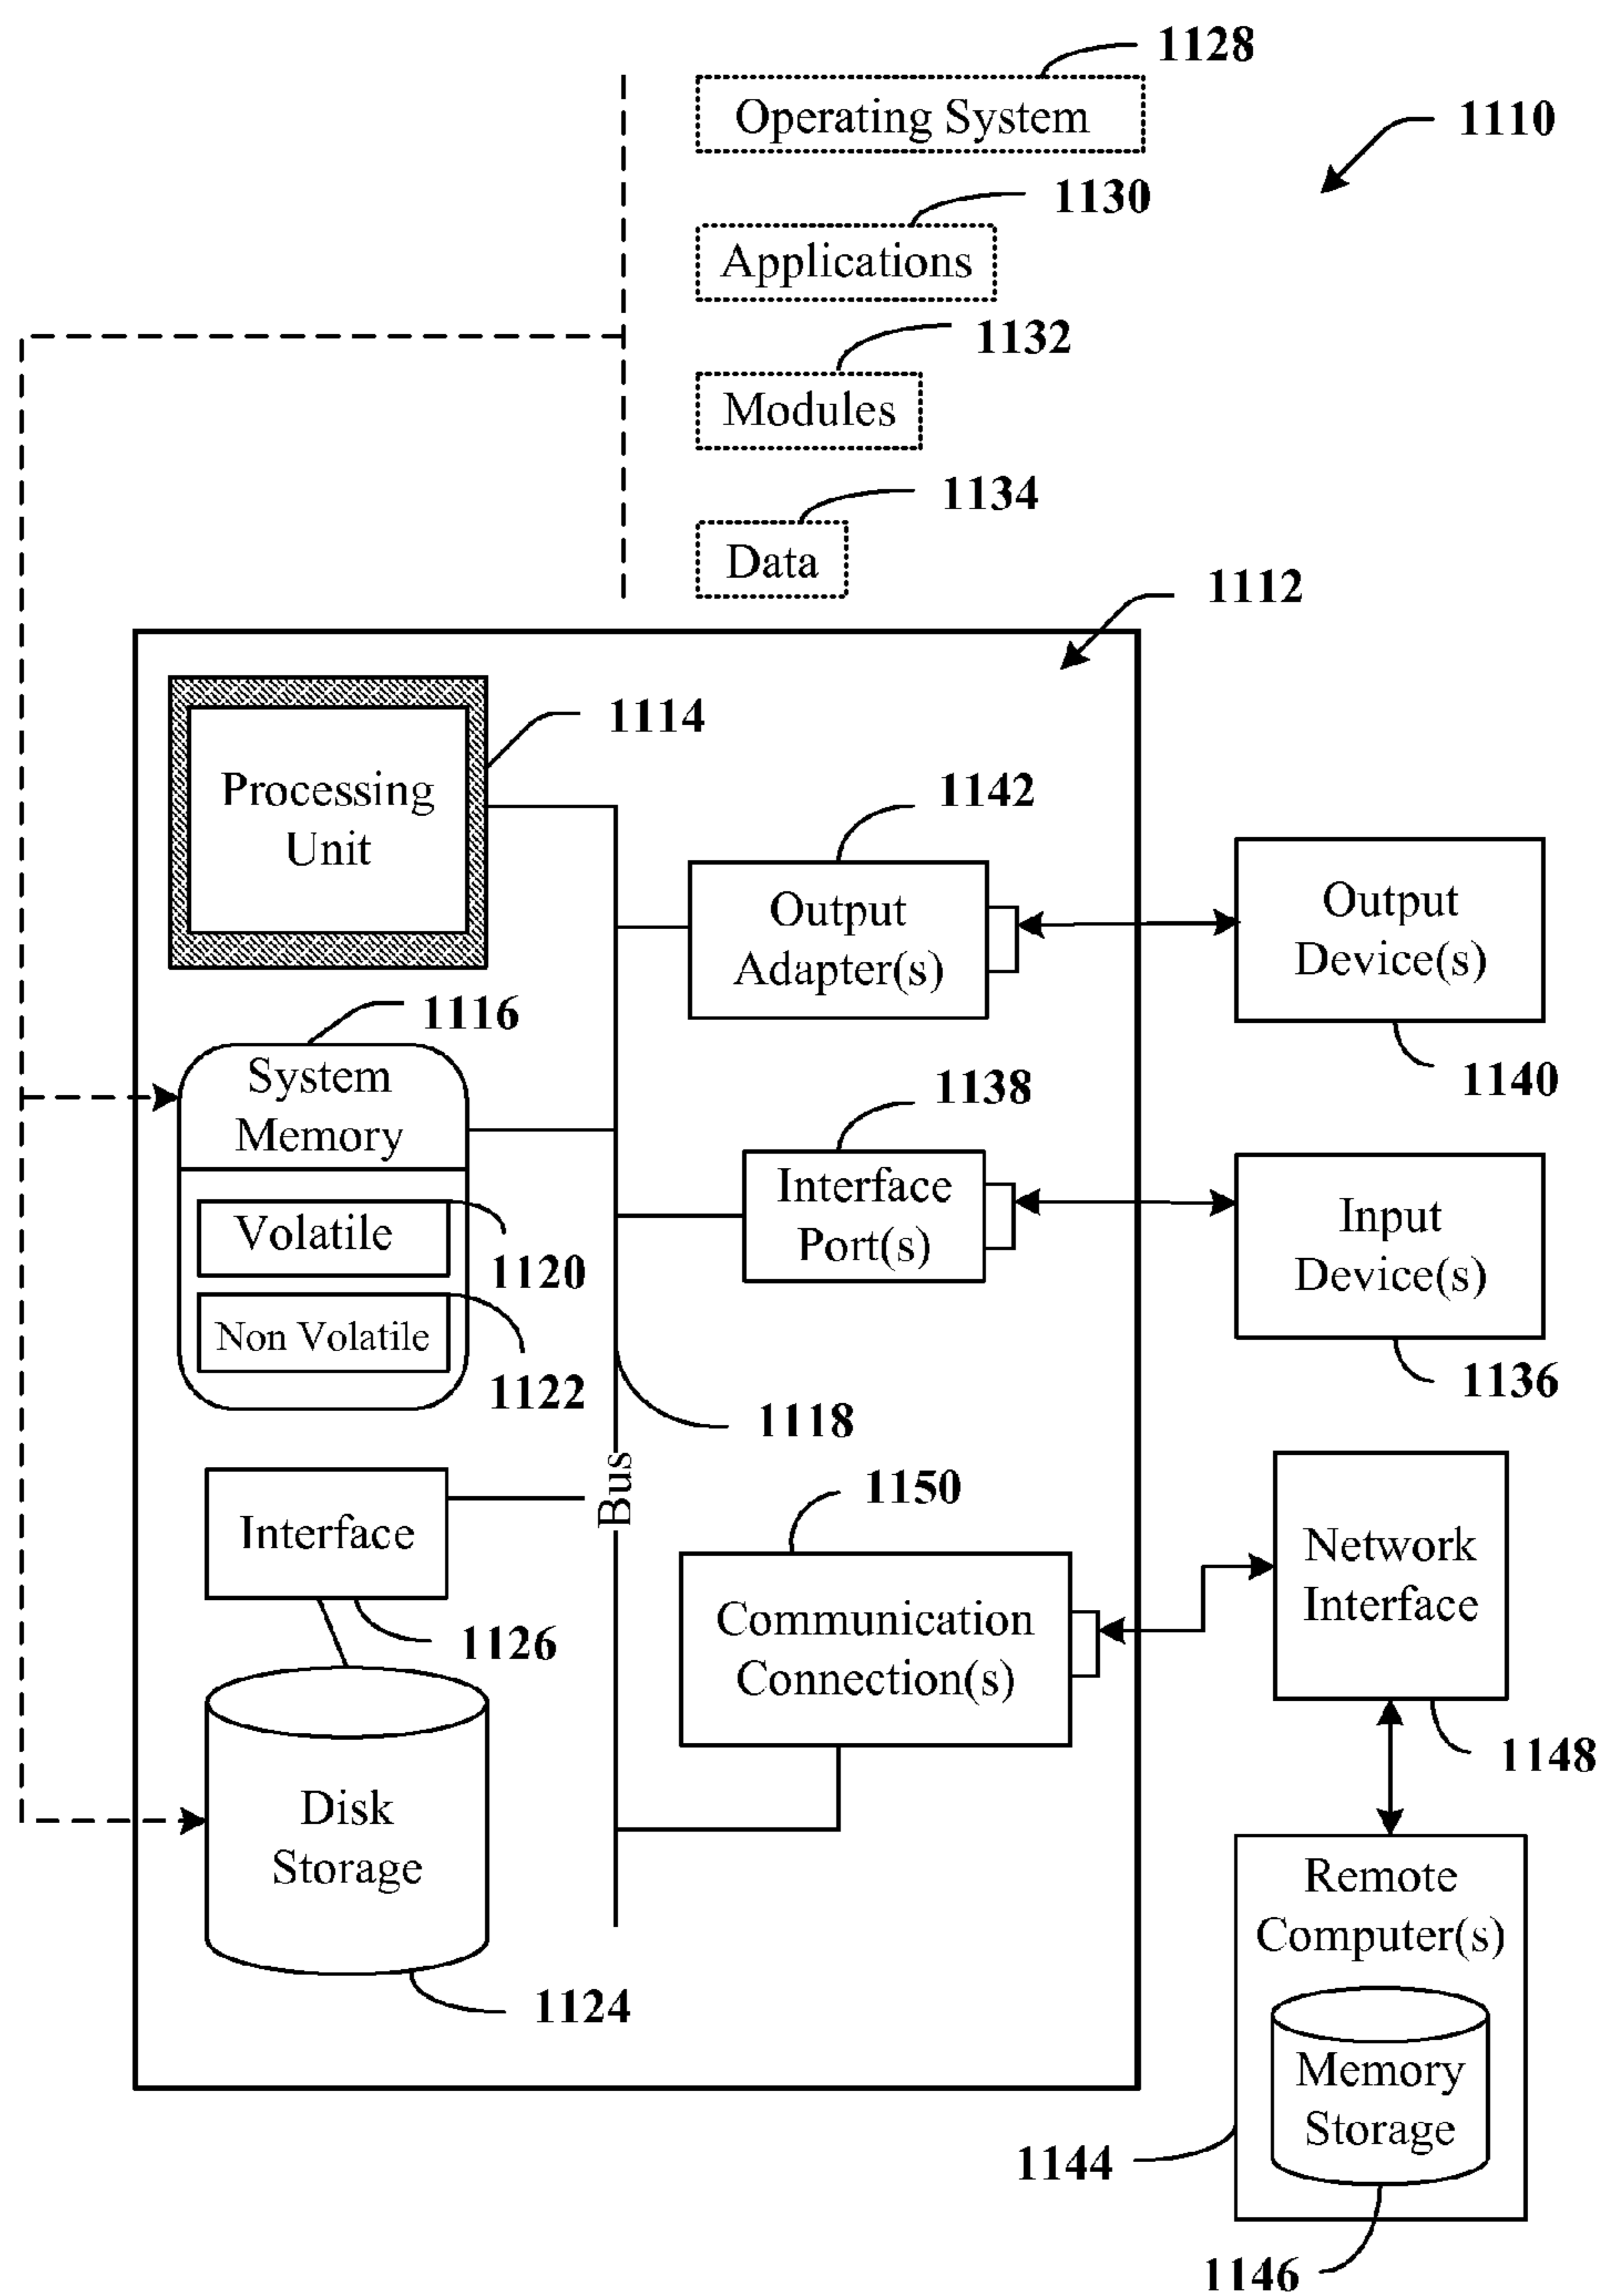 1128
Operating System
1110
1130
Applications
1132
Modules
1134
Data
1112
1114
Processing
Unit
1142
Output
Adapter(s)
Output
Device(s)
1140
1116
System
Memory
1138
Interface
Port(s)
Input
Device(s)
1136
Volatile
1120
Non Volatile
1122
1118
Bus
Interface
1126
1150
Communication
Connection(s)
Network
Interface
1148
Disk
Storage
1124
Remote
Computer(s)
Memory
Storage
1144
1146